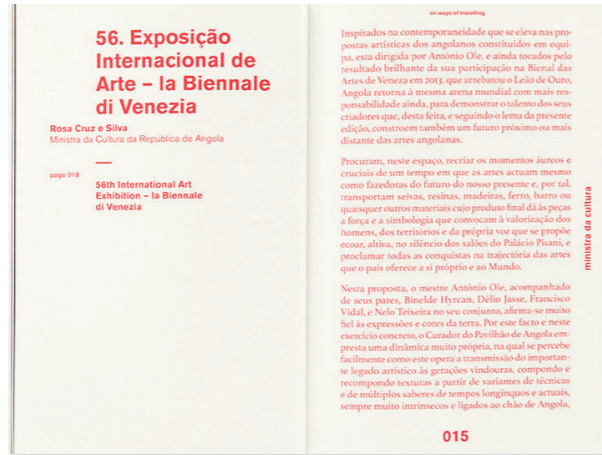 56. Exposição
Internacional de
Arte – la Biennale
di Venezia
Rosa Cruz e Silva
Ministra da Cultura da República de Angola
page 018
56th International Art
Exhibition – la Biennale
di Venezia
on ways of travelling
Inspirados na contemporaneidade que se eleva nas pro-
postas artísticas dos angolanos constituídos em equi-
pa, esta dirigida por António Ole, e ainda tocados pelo
resultado brilhante da sua participação na Bienal das
Artes de Veneza em 2013, que arrebatou o Leão de Ouro,
Angola retorna à mesma arena mundial com mais res-
ponsabilidade ainda, para demonstrar o talento dos seus
criadores que, desta feita, e seguindo o lema da presente
edição, constroem também um futuro próximo ou mais
distante das artes angolanas.
Procuram, neste espaço, recriar os momentos áureos e
cruciais de um tempo em que as artes actuam mesmo
como fazedoras do futuro do nosso presente e, por tal,
transportam seivas, resinas, madeiras, ferro, barro ou
quaisquer outros materiais cujo produto final dá às peças
a força e a simbologia que convocam à valorização dos
homens, dos territórios e da própria voz que se propõe
ecoar, altiva, no silêncio dos salões do Palácio Pisani, e
proclamar todas as conquistas na trajectória das artes
que o país oferece a si próprio e ao Mundo.
Nesta proposta, o mestre António Ole, acompanhado
de seus pares, Binelde Hyrcan, Délio Jasse, Francisco
Vidal, e Nelo Teixeira no seu conjunto, afirma-se muito
fiel às expressões e cores da terra. Por este facto e neste
exercício concreto, o Curador do Pavilhão de Angola em-
presta uma dinâmica muito própria, na qual se percebe
facilmente como este opera a transmissão do importan-
te legado artístico às gerações vindouras, compondo e
recompondo texturas a partir de variantes de técnicas
e de múltiplos saberes de tempos longínquos e actuais,
sempre muito intrínsecos e ligados ao chão de Angola,
ministra da cultura
015